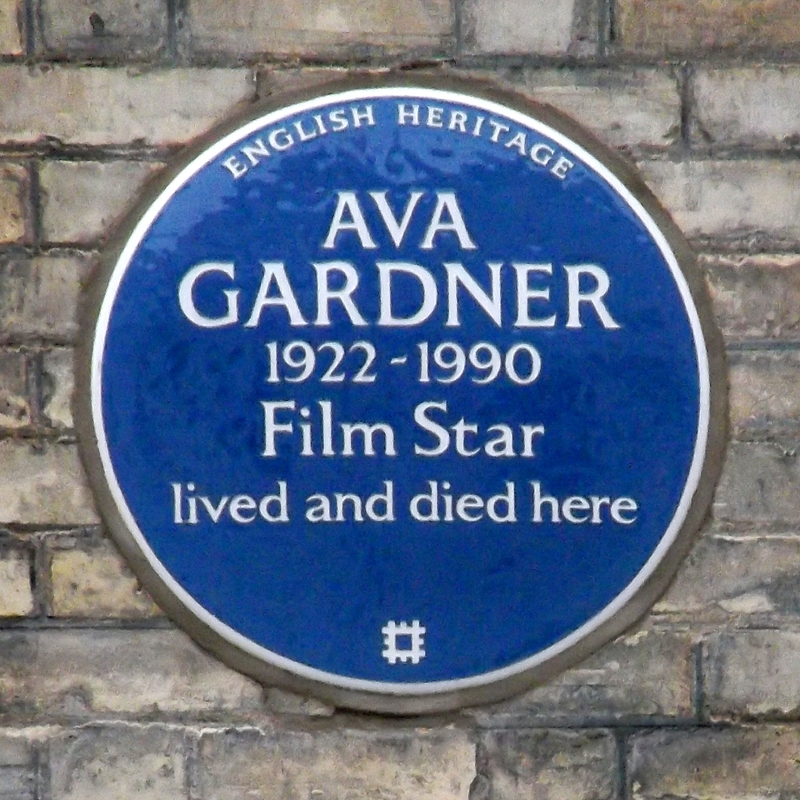 ENGLISH HERITAGE
AVA
GARDNER
1922-1990
Film Star
lived and died here